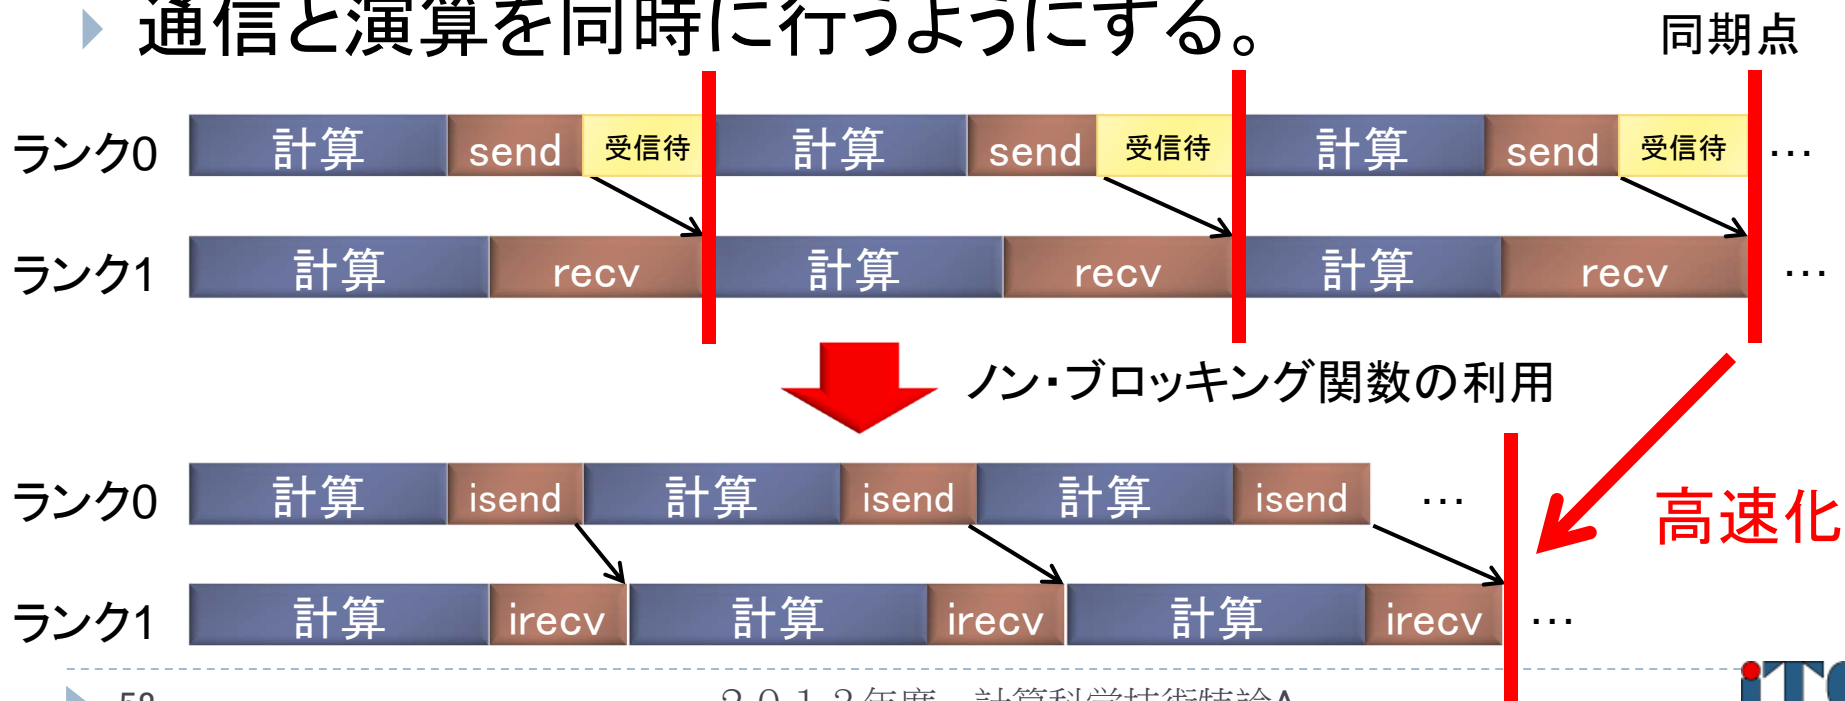 通信と演算を同時に行うようにする。
同期点
ランク0 計算 send 受信待 計算 send 受信待 計算 send 受信待 …
ランク1 計算 recv 計算 recv 計算 recv …
ノン・ブロッキング関数の利用
ランク0 計算 isend 計算 isend 計算 isend …
高速化
ランク1 計算 irecv 計算 irecv 計算 irecv …